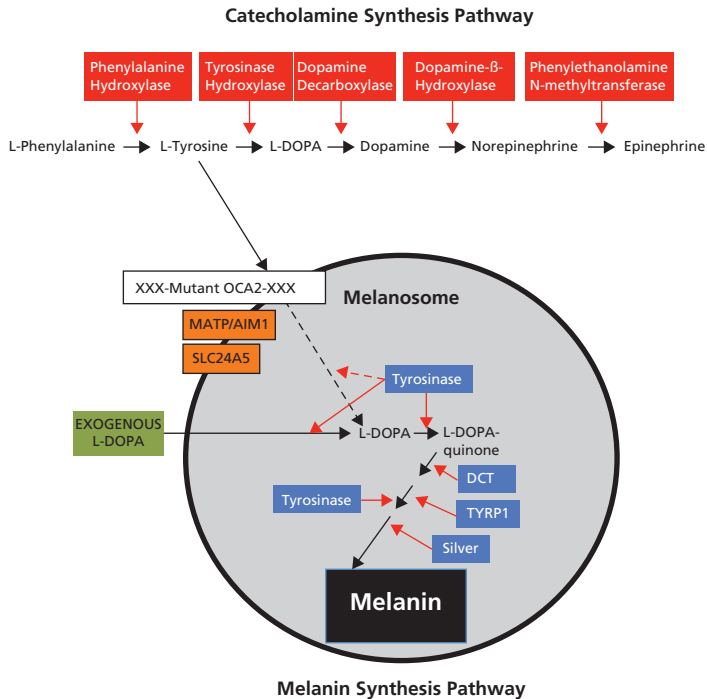 Catecholamine Synthesis Pathway
Phenylalanine
Hydroxylase
Tyrosinase
Hydroxylase
Dopamine
Decarboxylase
Dopamine-ß-
Hydroxylase
Phenylethanolamine
N-methyltransferase
L-Phenylalanine
L-Tyrosine
L-DOPA
Dopamine
Norepinephrine
Epinephrine
XXX-Mutant OCA2-XXX
Melanosome
MATP/AIM1
SLC24A5
Tyrosinase
EXOGENOUS
L-DOPA
L-DOPA
L-DOPA-
quinone
DCT
Tyrosinase
TYRP1
Silver
Melanin
Melanin Synthesis Pathway